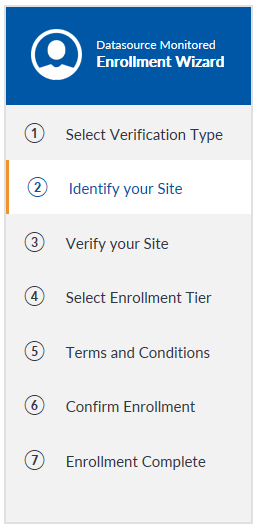 Datasource Monitored
Enrollment Wizard
1 Select Verification Type
2 Identify your Site
3 Verify your Site
4 Select Enrollment Tier
5 Terms and Conditions
6 Confirm Enrollment
7 Enrollment Complete